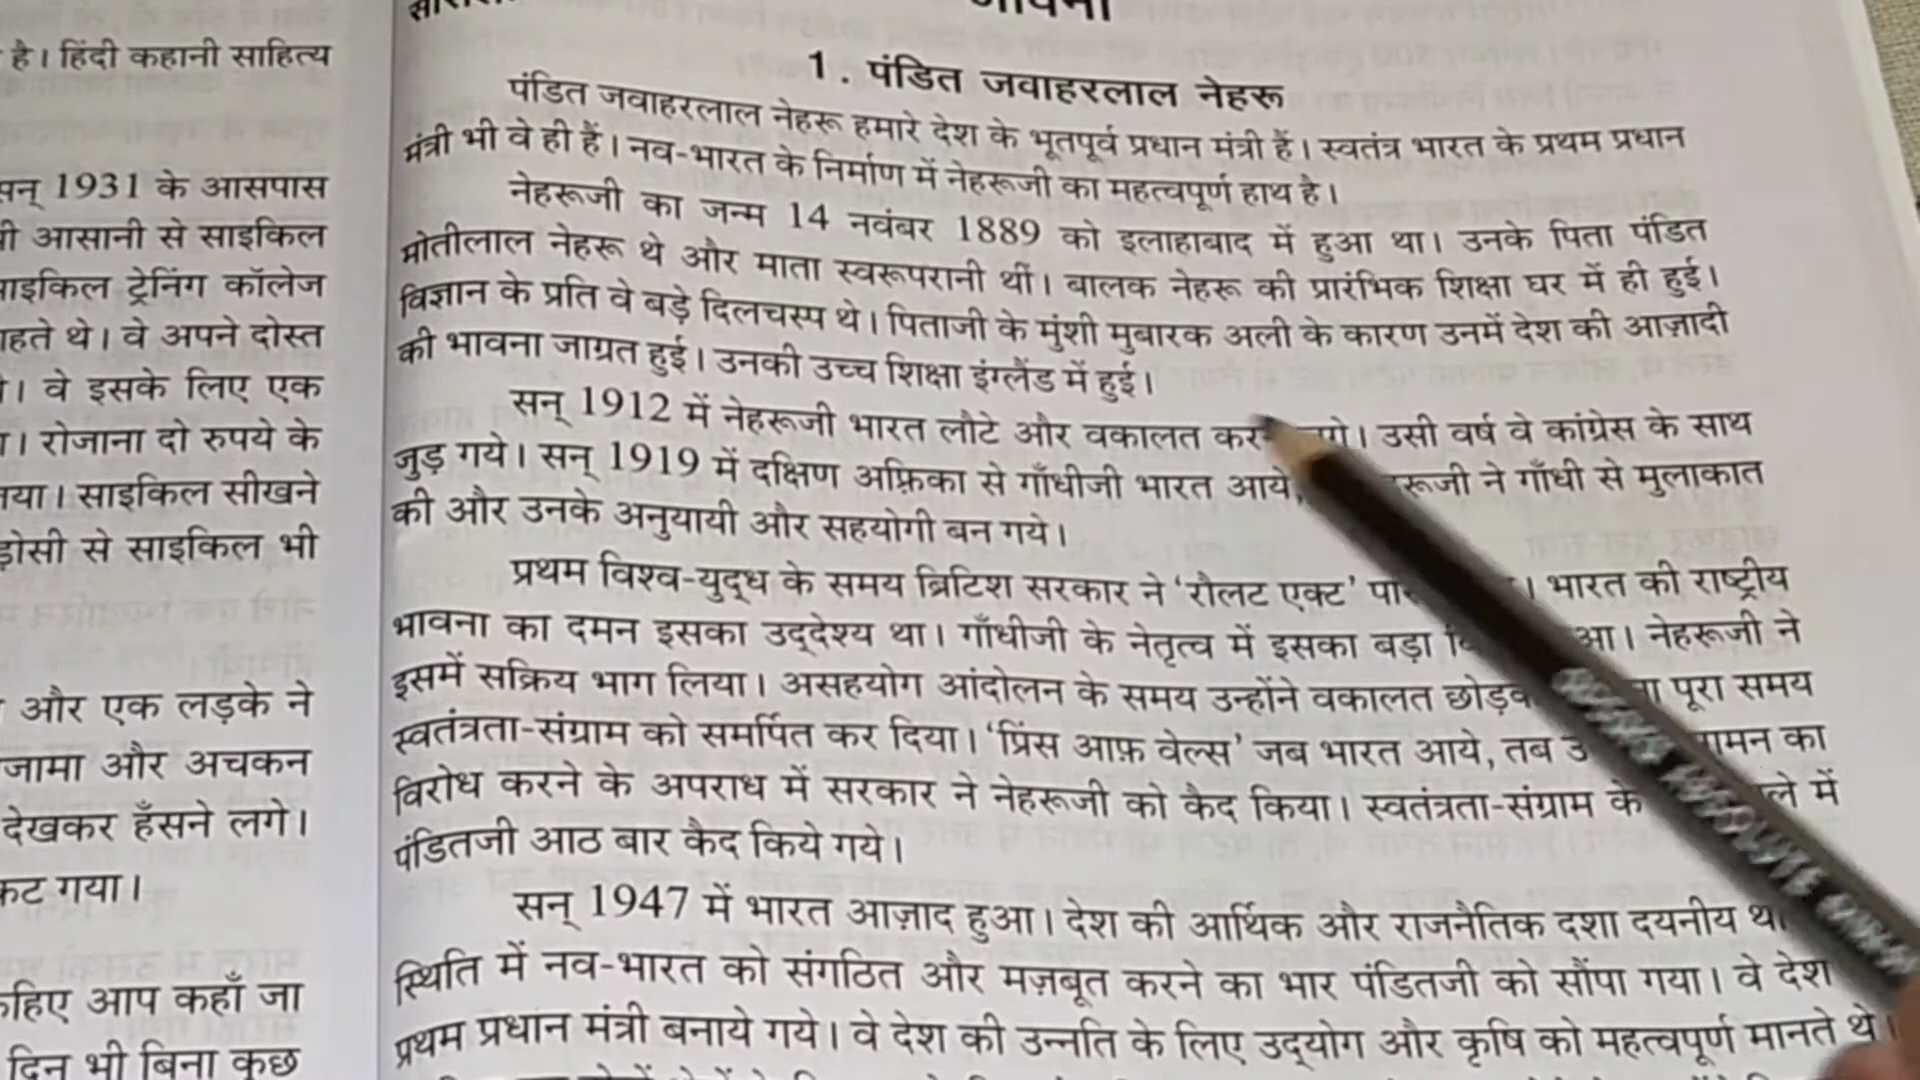 है। हिंदी कहानी साहित्य
सन् 1931 के आसपास
आसानी से साइकिल
साइकिल ट्रेनिंग कॉलेज
थे। वे अपने दोस्त
वे इसके लिए एक
रोजाना दो रुपये के
साइकिल सीखने
से साइकिल भी
और एक लड़के ने
और अचकन
देखकर हँसने लगे।
गया।
आप कहाँ जा
दिन भी बिना कुछ
1. पंडित जवाहरलाल नेहरू
पंडित जवाहरलाल नेहरू हमारे देश के भूतपूर्व प्रधान मंत्री हैं। स्वतंत्र भारत के प्रथम प्रधान
मंत्री भी वे ही हैं। नव-भारत के निर्माण में नेहरूजी का महत्वपूर्ण हाथ है।
नेहरूजी का जन्म 14 नवंबर 1889 को इलाहाबाद में हुआ था। उनके पिता पंडित
मोतीलाल नेहरू थे और माता स्वरूपरानी थीं। बालक नेहरू की प्रारंभिक शिक्षा घर में ही हुई।
विज्ञान के प्रति वे बड़े दिलचस्प थे। पिताजी के मुंशी मुबारक अली के कारण उनमें देश की आज़ादी
की भावना जाग्रत हुई। उनकी उच्च शिक्षा इंग्लैंड में हुई।
सन् 1912 में नेहरूजी भारत लौटे और वकालत उसी वर्ष वे कांग्रेस के साथ
जुड़ गये। सन् 1919 में दक्षिण अफ़्रिका से गाँधीजी भारत आये, ने गाँधी से मुलाकात
की और उनके अनुयायी और सहयोगी बन गये।
प्रथम विश्व-युद्ध के समय ब्रिटिश सरकार ने ‘रौलट एक्ट’ भारत की राष्ट्रीय
भावना का दमन इसका उद्देश्य था। गाँधीजी के नेतृत्व में इसका बड़ा नेहरूजी ने
इसमें सक्रिय भाग लिया। असहयोग आंदोलन के समय उन्होंने वकालत पूरा समय
स्वतंत्रता-संग्राम को समर्पित कर दिया। ‘प्रिंस आफ़ वेल्स’ जब भारत आये, तब का
विरोध करने के अपराध में सरकार ने नेहरूजी को कैद किया। स्वतंत्रता-संग्राम के में
पंडितजी आठ बार कैद किये गये।
सन् 1947 में भारत आज़ाद हुआ। देश की आर्थिक और राजनैतिक दशा दयनीय
स्थिति में नव-भारत को संगठित और मज़बूत करने का भार पंडितजी को सौंपा गया। वे देश
प्रथम प्रधान मंत्री बनाये गये। वे देश की उन्नति के लिए उद्योग और कृषि को महत्वपूर्ण मानते थे।